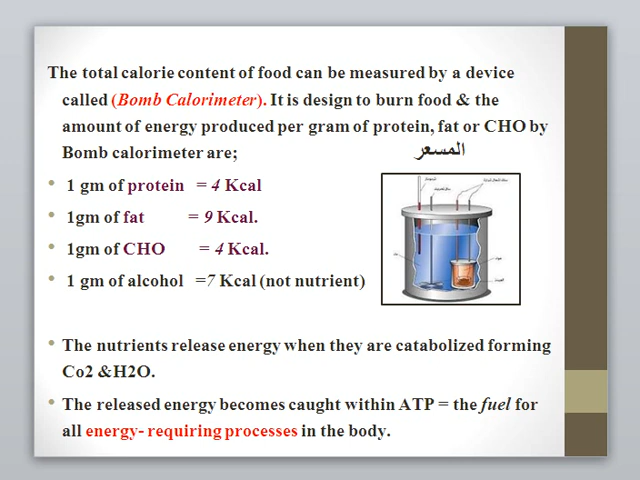 The total calorie content of food can be measured by a device
called (Bomb Calorimeter). It is design to burn food & the
amount of energy produced per gram of protein, fat or CHO by
Bomb calorimeter are;
المسعر
• 1 gm of protein = 4 Kcal
• 1gm of fat = 9 Kcal.
• 1gm of CHO = 4 Kcal.
• 1 gm of alcohol =7 Kcal (not nutrient)
• The nutrients release energy when they are catabolized forming
Co2 &H2O.
• The released energy becomes caught within ATP = the fuel for
all energy- requiring processes in the body.